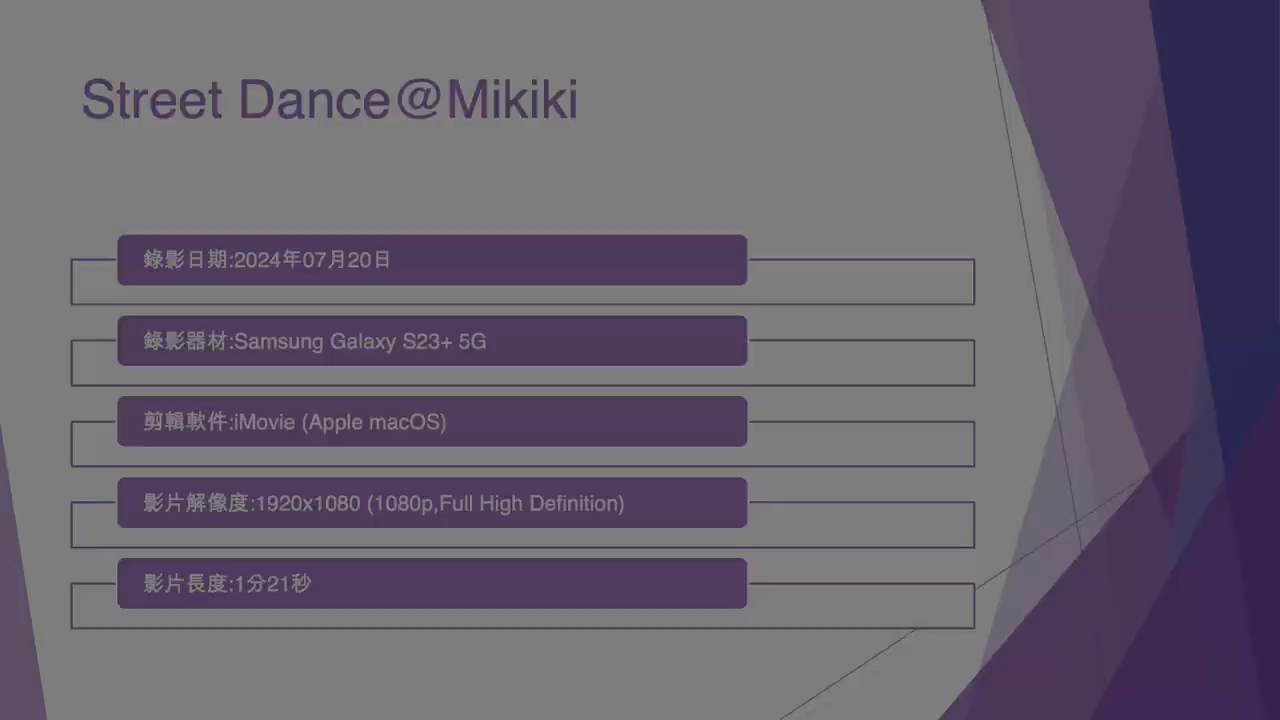 Street Dance@Mikiki
錄影日期:2024年07月20日
錄影器材:Samsung Galaxy S23+ 5G
剪輯軟件:iMovie (Apple macOS)
影片解像度:1920x1080 (1080p,Full High Definition)
影片長度:1分21秒